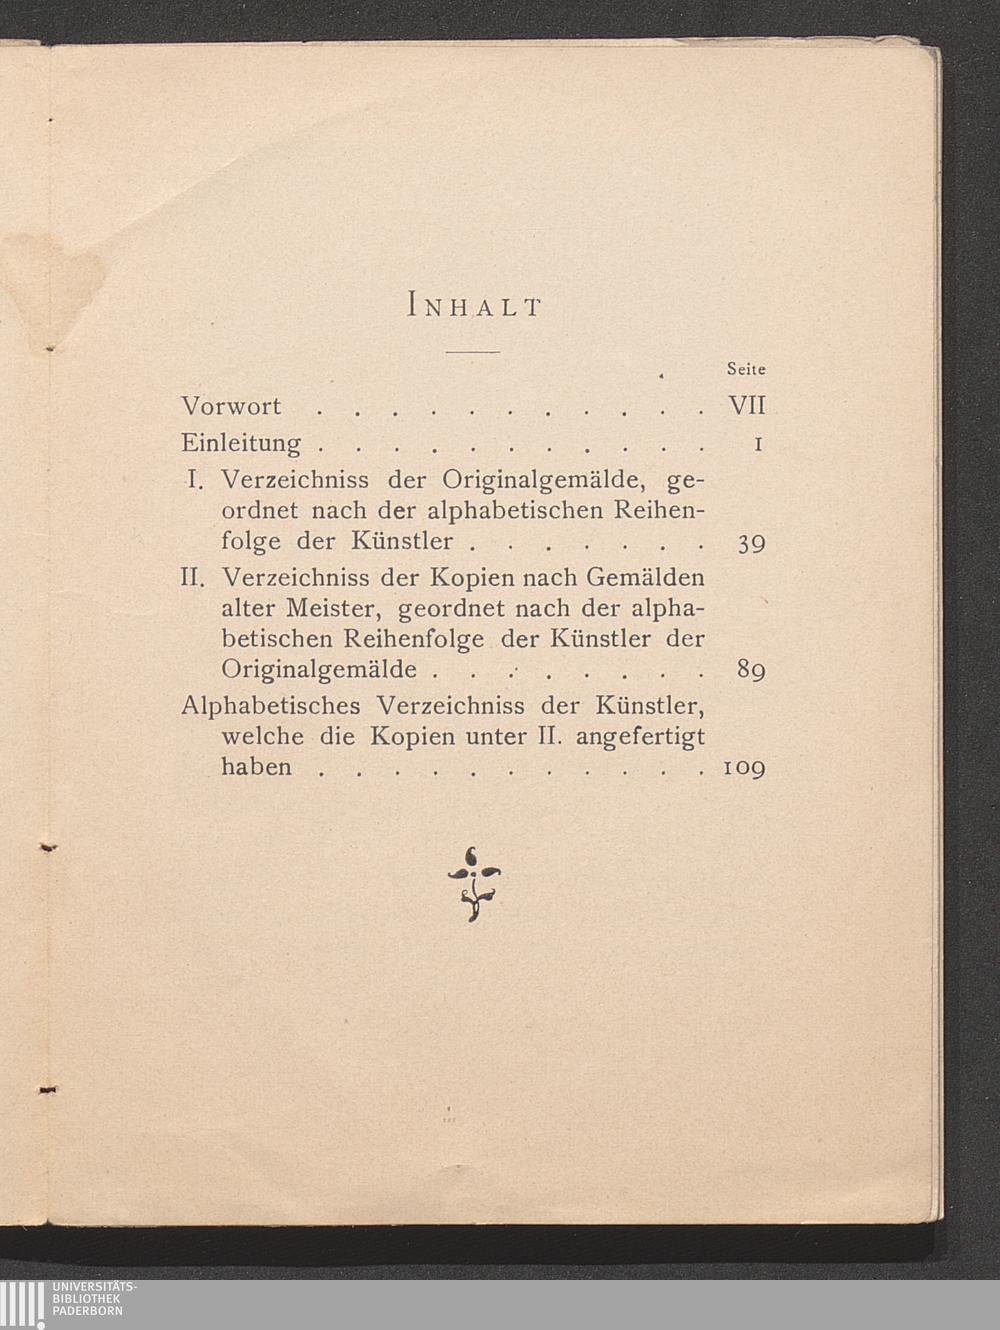 INHALT
Seite
Vorwort . . . . . . . . . . . VII
Einleitung . . . . . . . . . . . 1
I. Verzeichniss der Originalgemälde, ge-
ordnet nach der alphabetischen Reihen-
folge der Künstler . . . . . . . 39
II. Verzeichniss der Kopien nach Gemälden
alter Meister, geordnet nach der alpha-
betischen Reihenfolge der Künstler der
Originalgemälde . . . . . . . . 89
Alphabetisches Verzeichniss der Künstler,
welche die Kopien unter II. angefertigt
haben . . . . . . . . . . . 109
UNIVERSITÄTS-
BIBLIOTHEK
PADERBORN